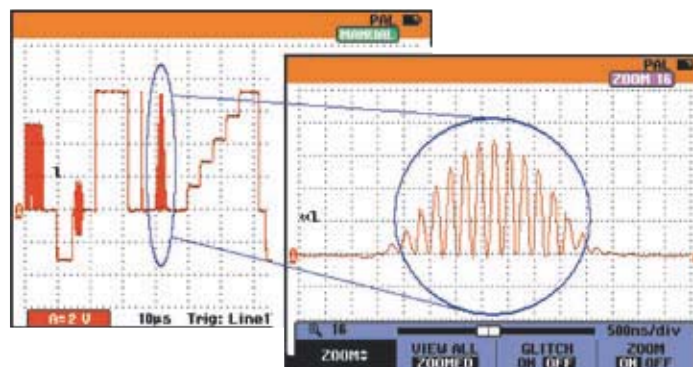 PAL
MANUAL
A=2 V 10µs Trig: Line1
PAL
ZOOM 16
A
16 500ns/div
ZOOM VIEW ALL GLITCH ZOOM
ZOOMED ON OFF ON OFF